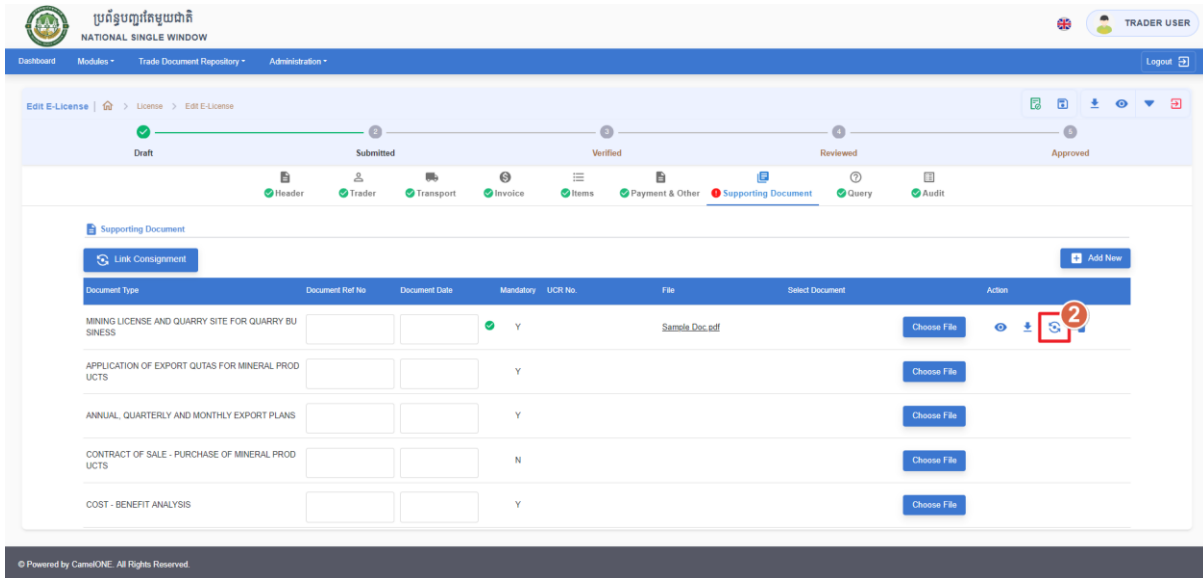 ប្រព័ន្ធបញ្ជរតែមួយជាតិ
NATIONAL SINGLE WINDOW
TRADER USER
Dashboard Modules Trade Document Repository Administration Logout
Edit E-License | > License > Edit E-License
2 3 4 5
Draft Submitted Verified Reviewed Approved
Header Trader Transport Invoice Items Payment & Other Supporting Document Query Audit
Supporting Document
Link Consignment Add New
Document Type Document Ref No Document Date Mandatory UCR No. File Select Document Action
2
MINING LICENSE AND QUARRY SITE FOR QUARRY BU
SINESS Y Sample Doc.pdf Choose File
APPLICATION OF EXPORT QUTAS FOR MINERAL PROD
UCTS Y Choose File
ANNUAL, QUARTERLY AND MONTHLY EXPORT PLANS Y Choose File
CONTRACT OF SALE - PURCHASE OF MINERAL PROD
UCTS N Choose File
COST - BENEFIT ANALYSIS Y Choose File
© Powered by CamelONE. All Rights Reserved.